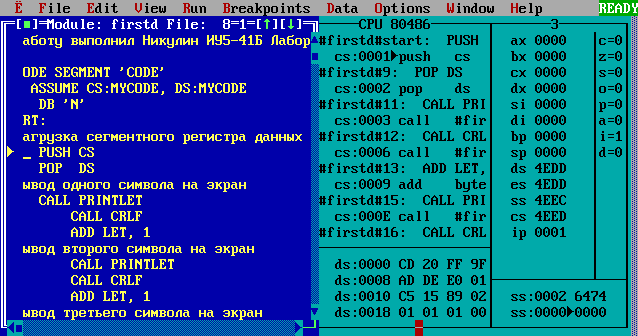 Ë File Edit View Run Breakpoints Data Options Window Help READY
[■]=Module: firstd File: 8=1=[↑][↓]
аботу выполнил Никулин ИУ5-41Б Лабор
ODE SEGMENT 'CODE'
ASSUME CS:MYCODE, DS:MYCODE
DB 'N'
RT:
агрузка сегментного регистра данных
_ PUSH CS
POP DS
ывод одного символа на экран
CALL PRINTLET
CALL CRLF
ADD LET, 1
ывод второго символа на экран
CALL PRINTLET
CALL CRLF
ADD LET, 1
ывод третьего символа на экран
CPU 80486 3
#firstd#start: PUSH
cs:0001►push cs
#firstd#9: POP DS
cs:0002 pop ds
#firstd#11: CALL PRI
cs:0003 call #fir
#firstd#12: CALL CRL
cs:0006 call #fir
#firstd#13: ADD LET,
cs:0009 add byte
#firstd#15: CALL PRI
cs:000E call #fir
#firstd#16: CALL CRL
ax 0000
bx 0000
cx 0000
dx 0000
si 0000
di 0000
bp 0000
sp 0000
ds 4EDD
es 4EDD
ss 4EEC
cs 4EED
ip 0001
c=0
z=0
s=0
o=0
p=0
a=0
i=1
d=0
ds:0000 CD 20 FF 9F
ds:0008 AD DE E0 01
ds:0010 C5 15 89 02
ds:0018 01 01 01 00
ss:0002 6474
ss:0000►0000